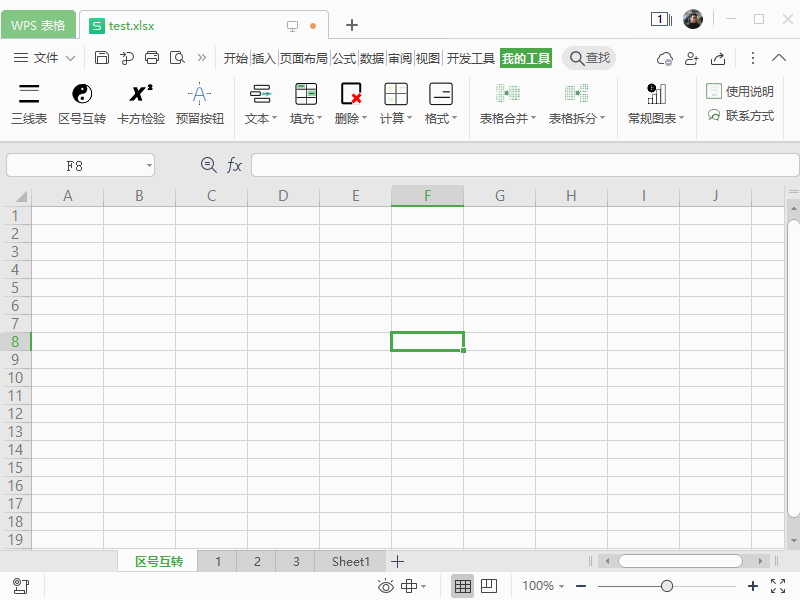 WPS 表格
test.xlsx
1
文件
开始 插入 页面布局 公式 数据 审阅 视图 开发工具 我的工具 查找
三线表 区号互转 卡方检验 预留按钮 文本 填充 删除 计算 格式 表格合并 表格拆分 常规图表 使用说明
联系方式
F8
fx
A B C D E F G H I J
1
2
3
4
5
6
7
8
9
10
11
12
13
14
15
16
17
18
19
区号互转 1 2 3 Sheet1
100%